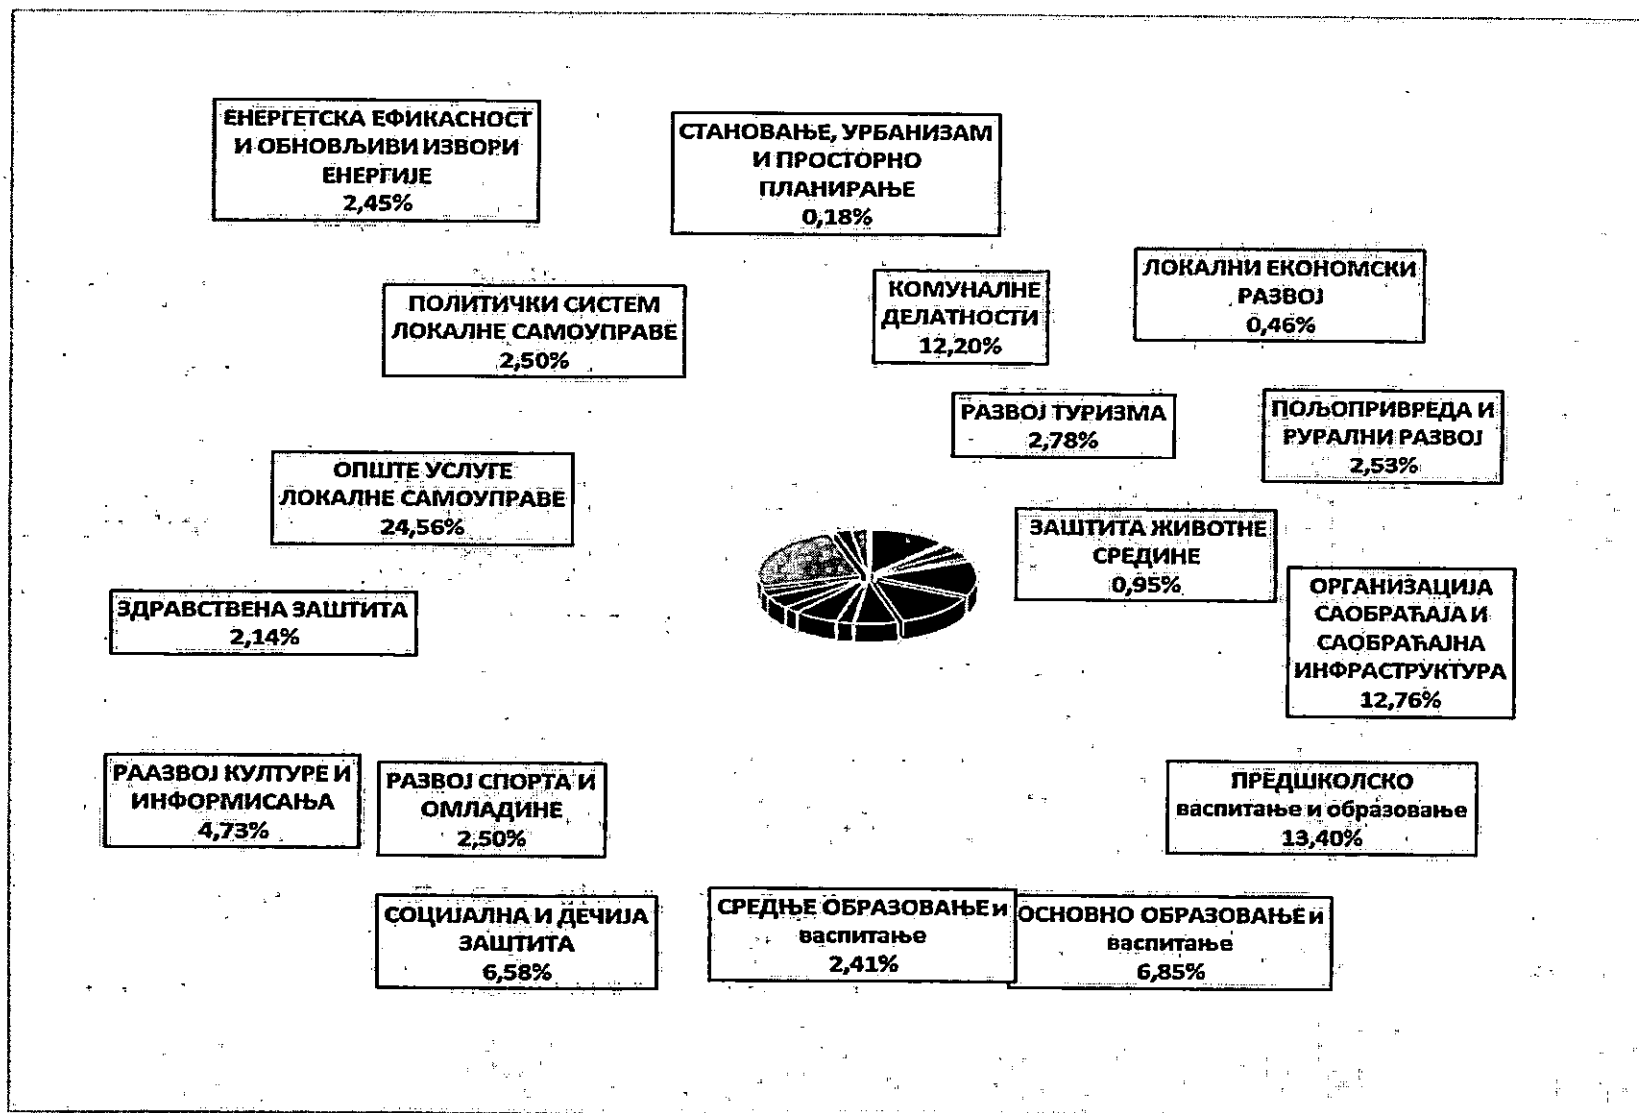 ЕНЕРГЕТСКА ЕФИКАСНОСТ
И ОБНОВЉИВИ ИЗВОРИ
ЕНЕРГИЈЕ
2,45%
СТАНОВАЊЕ, УРБАНИЗАМ
И ПРОСТОРНО
ПЛАНИРАЊЕ
0,18%
ЛОКАЛНИ ЕКОНОМСКИ
РАЗВОЈ
0,46%
ПОЛИТИЧКИ СИСТЕМ
ЛОКАЛНЕ САМОУПРАВЕ
2,50%
КОМУНАЛНЕ
ДЕЛАТНОСТИ
12,20%
РАЗВОЈ ТУРИЗМА
2,78%
ПОЉОПРИВРЕДА И
РУРАЛНИ РАЗВОЈ
2,53%
ОПШТЕ УСЛУГЕ
ЛОКАЛНЕ САМОУПРАВЕ
24,56%
ЗАШТИТА ЖИВОТНЕ
СРЕДИНЕ
0,95%
ОРГАНИЗАЦИЈА
САОБРАЋАЈА И
САОБРАЋАЈНА
ИНФРАСТРУКТУРА
12,76%
ЗДРАВСТВЕНА ЗАШТИТА
2,14%
РААЗВОЈ КУЛТУРЕ И
ИНФОРМИСАЊА
4,73%
РАЗВОЈ СПОРТА И
ОМЛАДИНЕ
2,50%
ПРЕДШКОЛСКО
васпитање и образовање
13,40%
СОЦИЈАЛНА И ДЕЧИЈА
ЗАШТИТА
6,58%
СРЕДЊЕ ОБРАЗОВАЊЕ и
васпитање
2,41%
ОСНОВНО ОБРАЗОВАЊЕ и
васпитање
6,85%